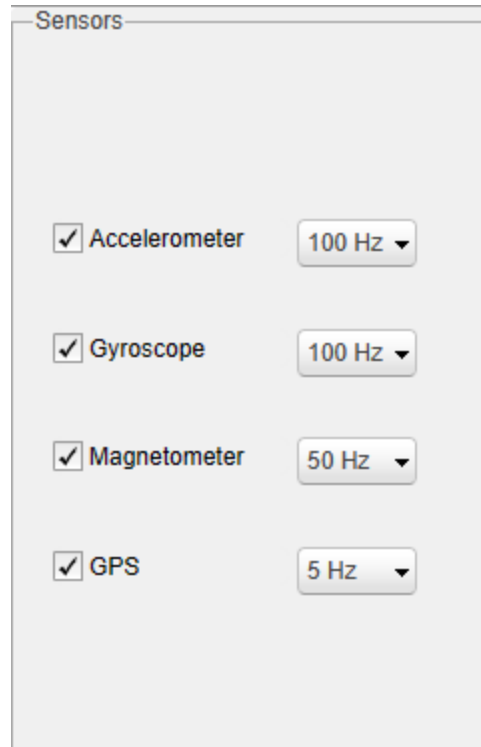 Sensors
Accelerometer 100 Hz
Gyroscope 100 Hz
Magnetometer 50 Hz
GPS 5 Hz